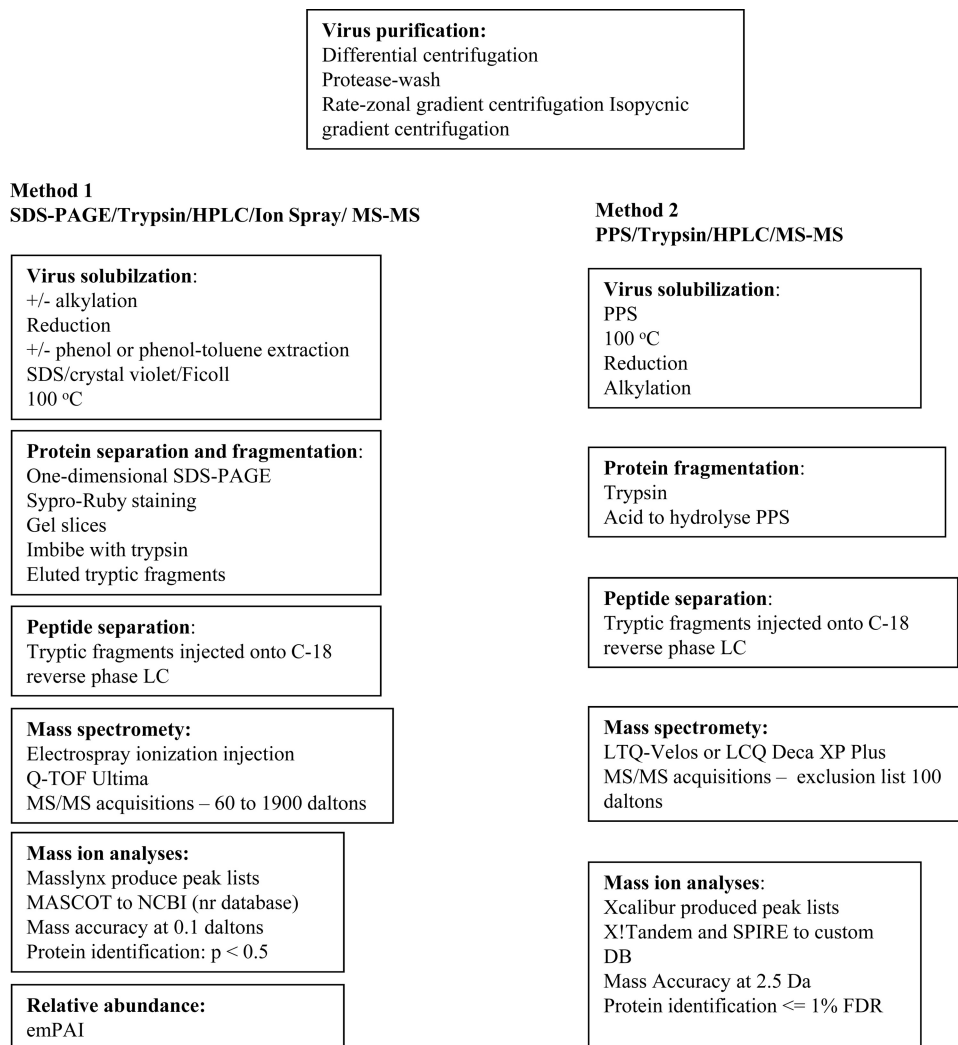 Virus purification:
Differential centrifugation
Protease-wash
Rate-zonal gradient centrifugation Isopycnic
gradient centrifugation
Method 1
SDS-PAGE/Trypsin/HPLC/Ion Spray/ MS-MS
Virus solubilzation:
+/- alkylation
Reduction
+/- phenol or phenol-toluene extraction
SDS/crystal violet/Ficoll
100 °C
Protein separation and fragmentation:
One-dimensional SDS-PAGE
Sypro-Ruby staining
Gel slices
Imbibe with trypsin
Eluted tryptic fragments
Peptide separation:
Tryptic fragments injected onto C-18
reverse phase LC
Mass spectromety:
Electrospray ionization injection
Q-TOF Ultima
MS/MS acquisitions – 60 to 1900 daltons
Mass ion analyses:
Masslynx produce peak lists
MASCOT to NCBI (nr database)
Mass accuracy at 0.1 daltons
Protein identification: p < 0.5
Relative abundance:
emPAI
Method 2
PPS/Trypsin/HPLC/MS-MS
Virus solubilization:
PPS
100 °C
Reduction
Alkylation
Protein fragmentation:
Trypsin
Acid to hydrolyse PPS
Peptide separation:
Tryptic fragments injected onto C-18
reverse phase LC
Mass spectromety:
LTQ-Velos or LCQ Deca XP Plus
MS/MS acquisitions – exclusion list 100
daltons
Mass ion analyses:
Xcalibur produced peak lists
X!Tandem and SPIRE to custom
DB
Mass Accuracy at 2.5 Da
Protein identification <= 1% FDR